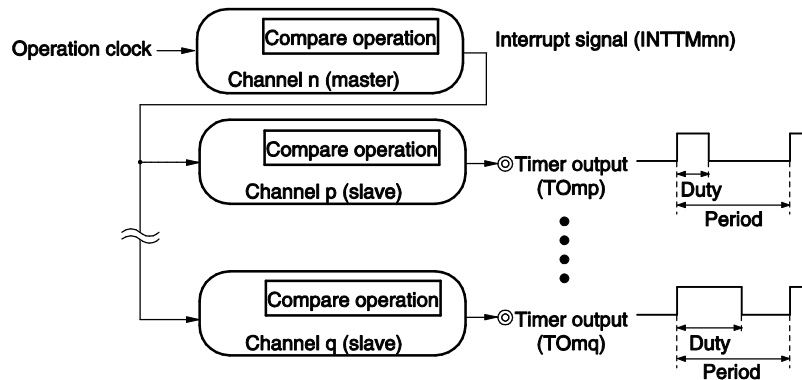 Compare operation
Operation clock
Interrupt signal (INTTMmn)
Channel n (master)
Compare operation
Channel p (slave)
Timer output
(TOmp)
Duty
Period
Compare operation
Channel q (slave)
Timer output
(TOmq)
Duty
Period